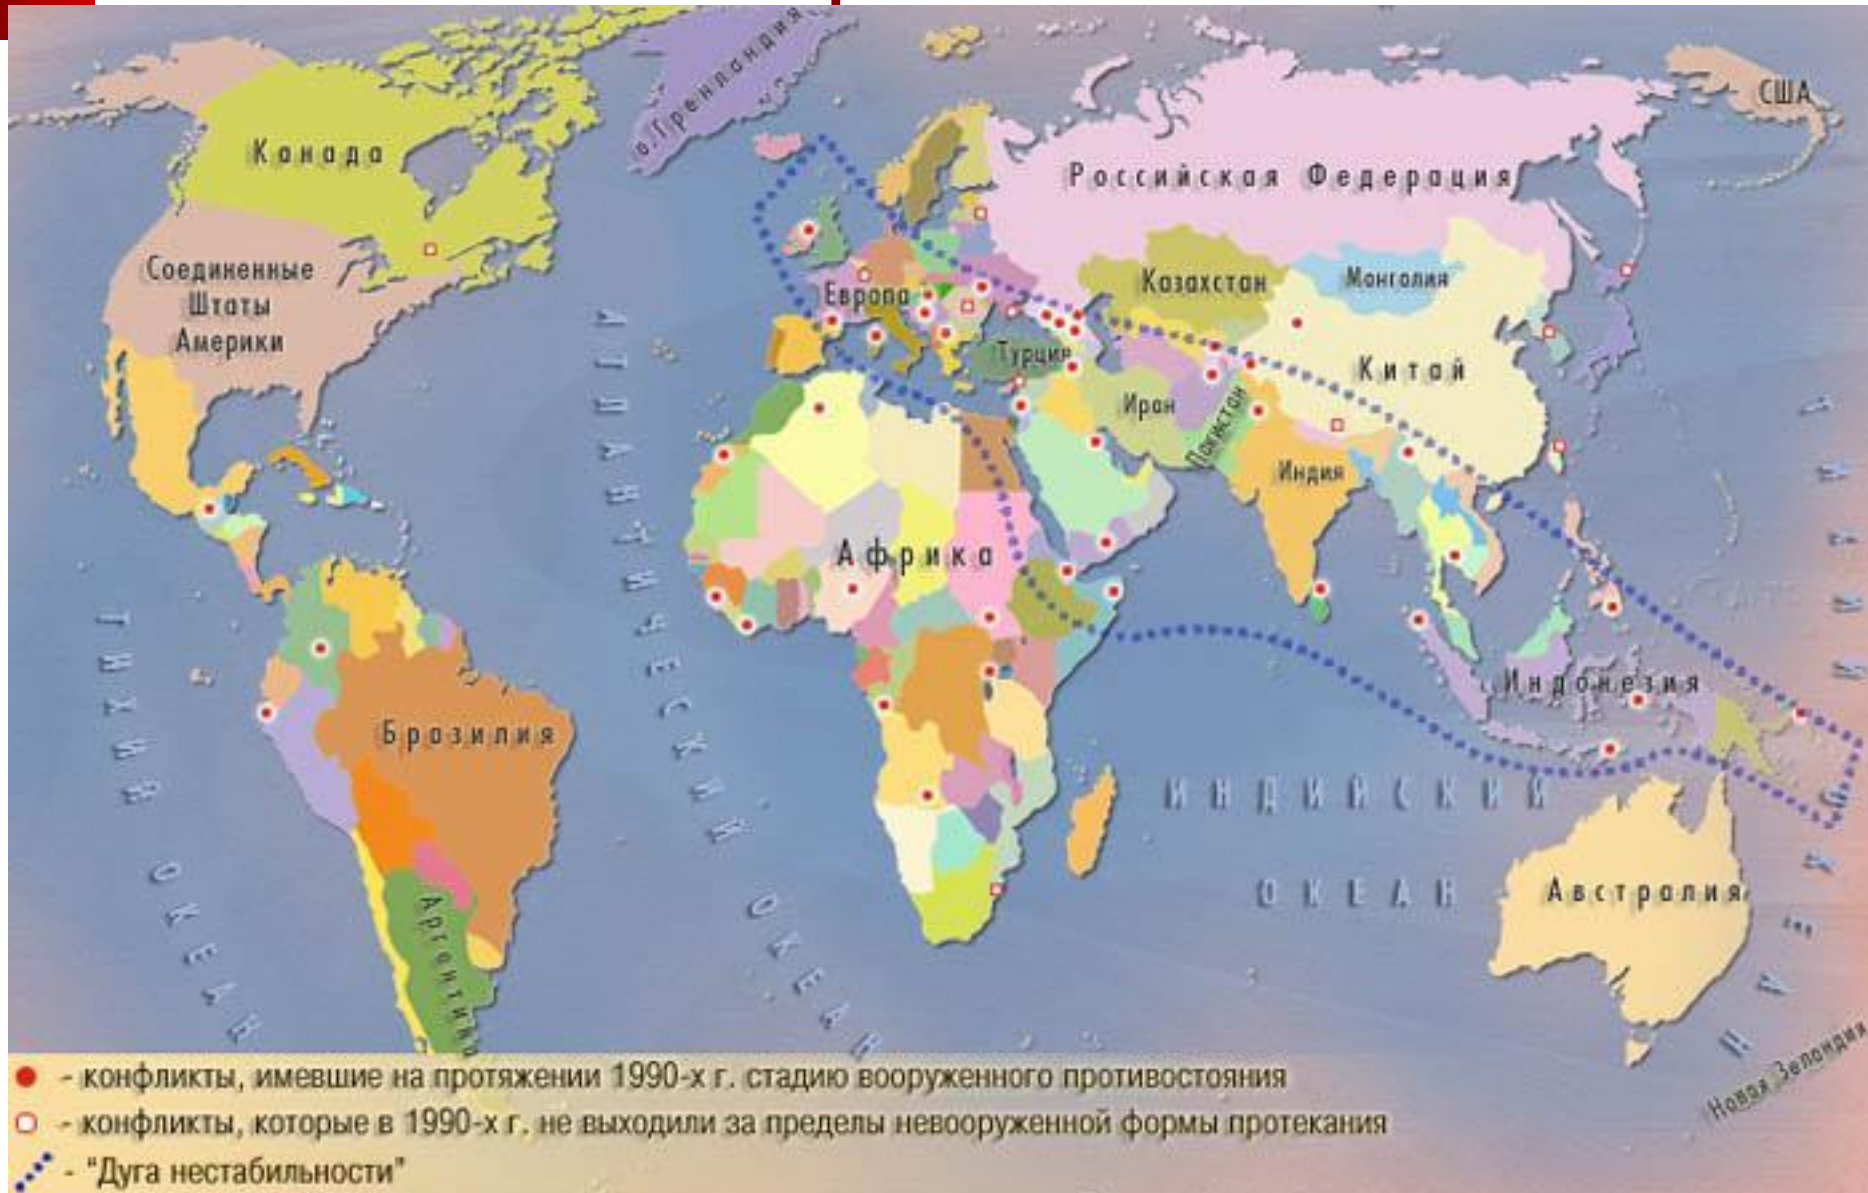 о. Гренландия
США
Канада
Российская Федерация
Соединенные
Штаты
Америки
Европа
Казахстан
Монголия
Китай
Турция
Иран
Пакистан
Индия
Африка
Индонезия
Бразилия
Аргентина
Австралия
Новая Зеландия
АТЛАНТИЧЕСКИЙ ОКЕАН
ТИХИЙ ОКЕАН
ИНДИЙСКИЙ
ОКЕАН
- конфликты, имевшие на протяжении 1990-х г. стадию вооруженного противостояния
- конфликты, которые в 1990-х г. не выходили за пределы невооруженной формы протекания
- “Дуга нестабильности”